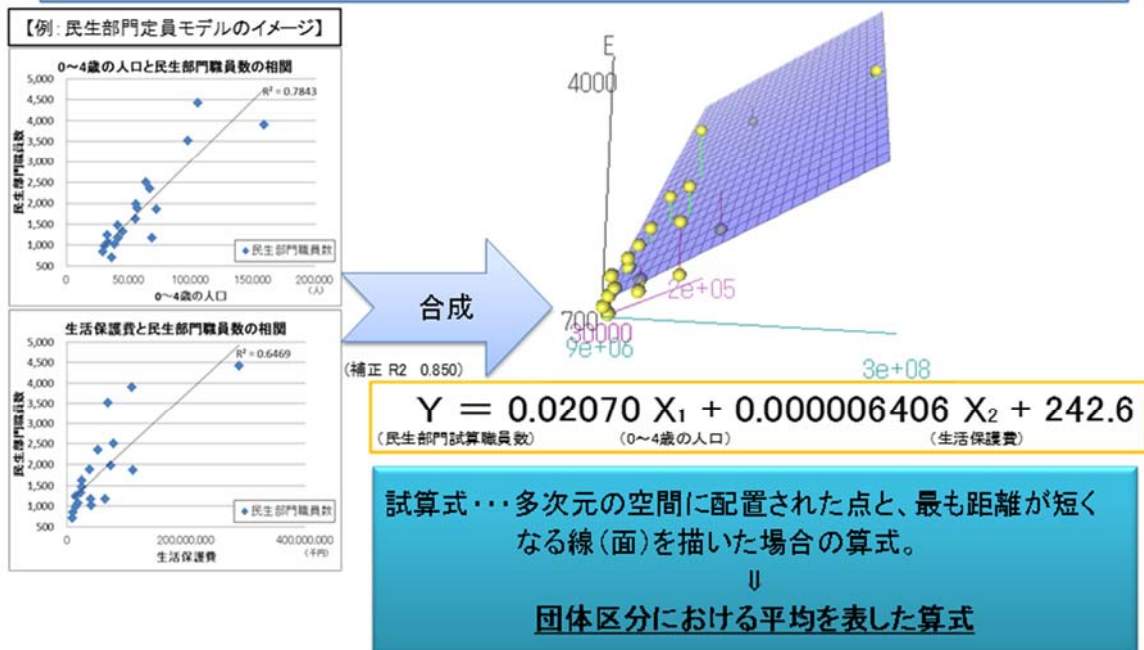 【例:民生部門定員モデルのイメージ】
0～4歳の人口と民生部門職員数の相関
R² = 0.7843
民生部門職員数
5,000
4,500
4,000
3,500
3,000
2,500
2,000
1,500
1,000
500
◆民生部門職員数
0
50,000
100,000
150,000
200,000
(人)
0～4歳の人口
生活保護費と民生部門職員数の相関
R² = 0.6469
民生部門職員数
5,000
4,500
4,000
3,500
3,000
2,500
2,000
1,500
1,000
500
◆民生部門職員数
0
200,000,000
400,000,000
(千円)
生活保護費
合成
(補正 R2 0.850)
E
4000
700
30000
9e+06
2e+05
3e+08
Y = 0.02070 X₁ + 0.000006406 X₂ + 242.6
(民生部門試算職員数) (0～4歳の人口) (生活保護費)
試算式・・・多次元の空間に配置された点と、最も距離が短く
なる線(面)を描いた場合の算式。
⇓
団体区分における平均を表した算式